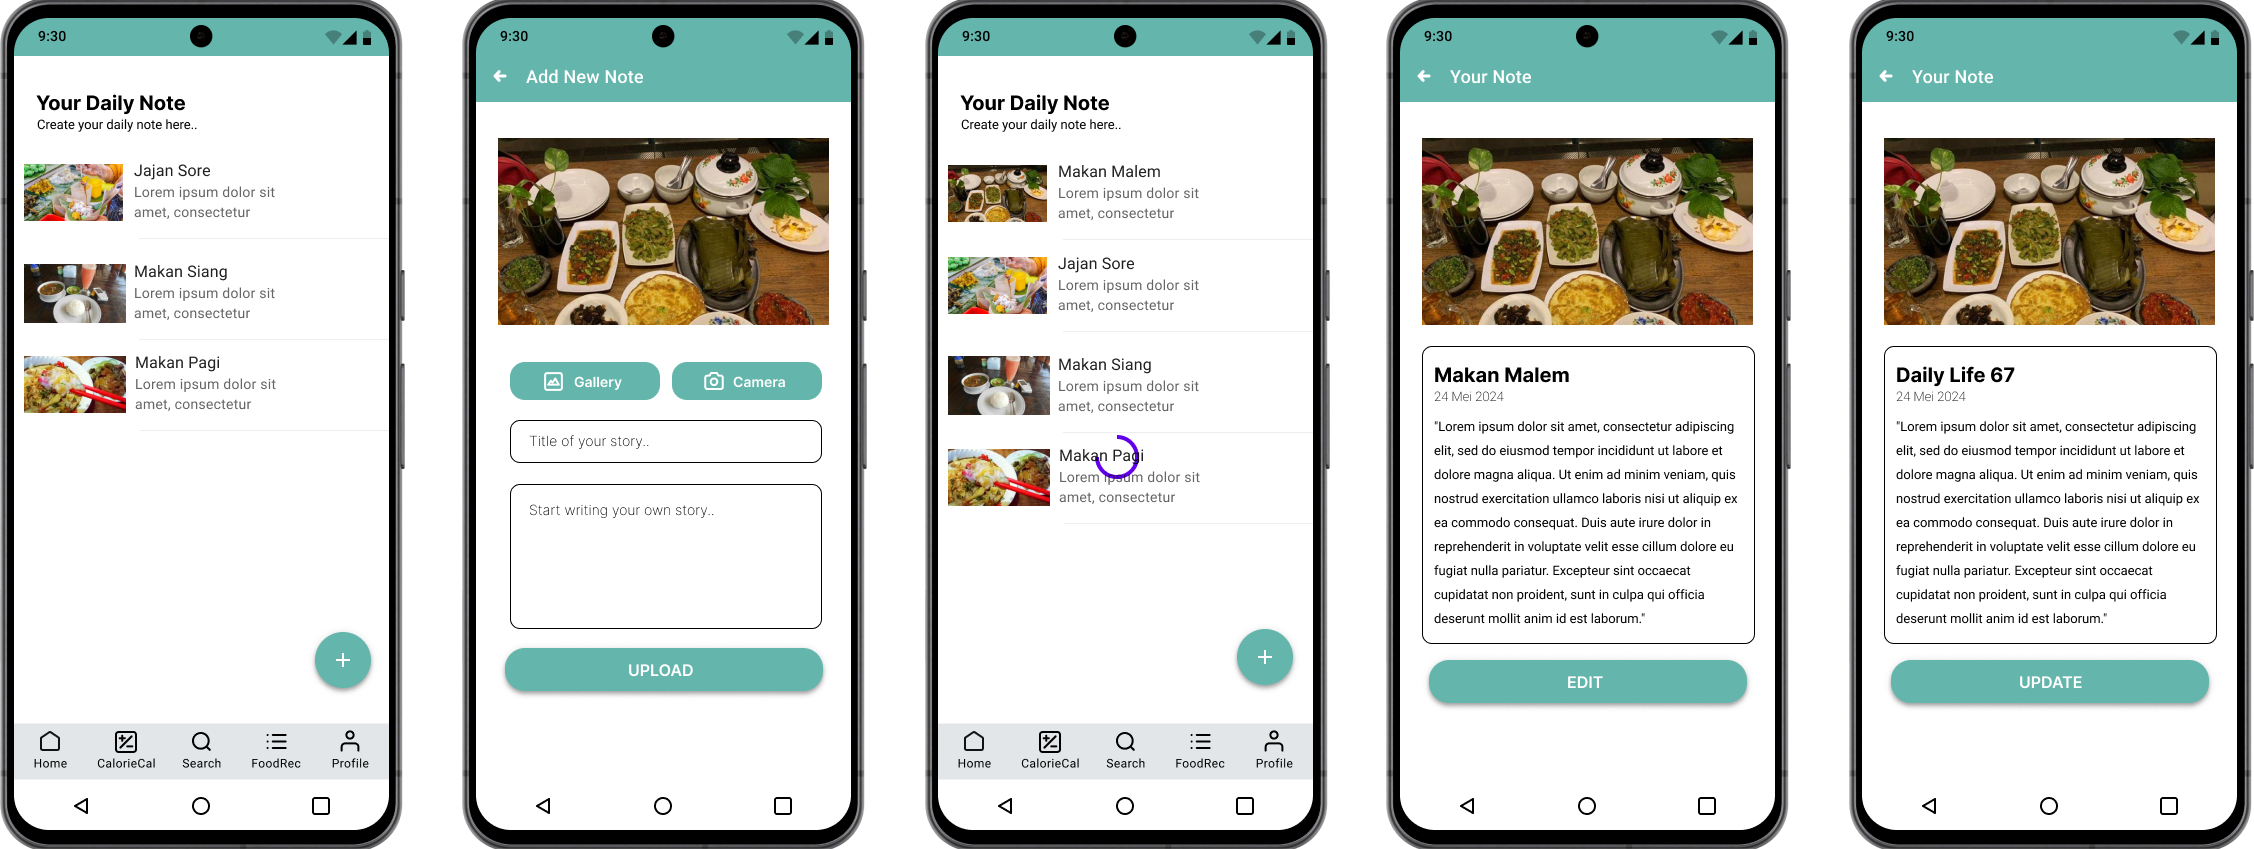 9:30
Your Daily Note
Create your daily note here..
Jajan Sore
Lorem ipsum dolor sit
amet, consectetur
Makan Siang
Lorem ipsum dolor sit
amet, consectetur
Makan Pagi
Lorem ipsum dolor sit
amet, consectetur
Home CalorieCal Search FoodRec Profile
9:30
Add New Note
Gallery
Camera
Title of your story..
Start writing your own story..
UPLOAD
9:30
Your Daily Note
Create your daily note here..
Makan Malem
Lorem ipsum dolor sit
amet, consectetur
Jajan Sore
Lorem ipsum dolor sit
amet, consectetur
Makan Siang
Lorem ipsum dolor sit
amet, consectetur
Makan Pagi
Lorem ipsum dolor sit
amet, consectetur
Home CalorieCal Search FoodRec Profile
9:30
Your Note
Makan Malem
24 Mei 2024
"Lorem ipsum dolor sit amet, consectetur adipiscing
elit, sed do eiusmod tempor incididunt ut labore et
dolore magna aliqua. Ut enim ad minim veniam, quis
nostrud exercitation ullamco laboris nisi ut aliquip ex
ea commodo consequat. Duis aute irure dolor in
reprehenderit in voluptate velit esse cillum dolore eu
fugiat nulla pariatur. Excepteur sint occaecat
cupidatat non proident, sunt in culpa qui officia
deserunt mollit anim id est laborum."
EDIT
9:30
Your Note
Daily Life 67
24 Mei 2024
"Lorem ipsum dolor sit amet, consectetur adipiscing
elit, sed do eiusmod tempor incididunt ut labore et
dolore magna aliqua. Ut enim ad minim veniam, quis
nostrud exercitation ullamco laboris nisi ut aliquip ex
ea commodo consequat. Duis aute irure dolor in
reprehenderit in voluptate velit esse cillum dolore eu
fugiat nulla pariatur. Excepteur sint occaecat
cupidatat non proident, sunt in culpa qui officia
deserunt mollit anim id est laborum."
UPDATE